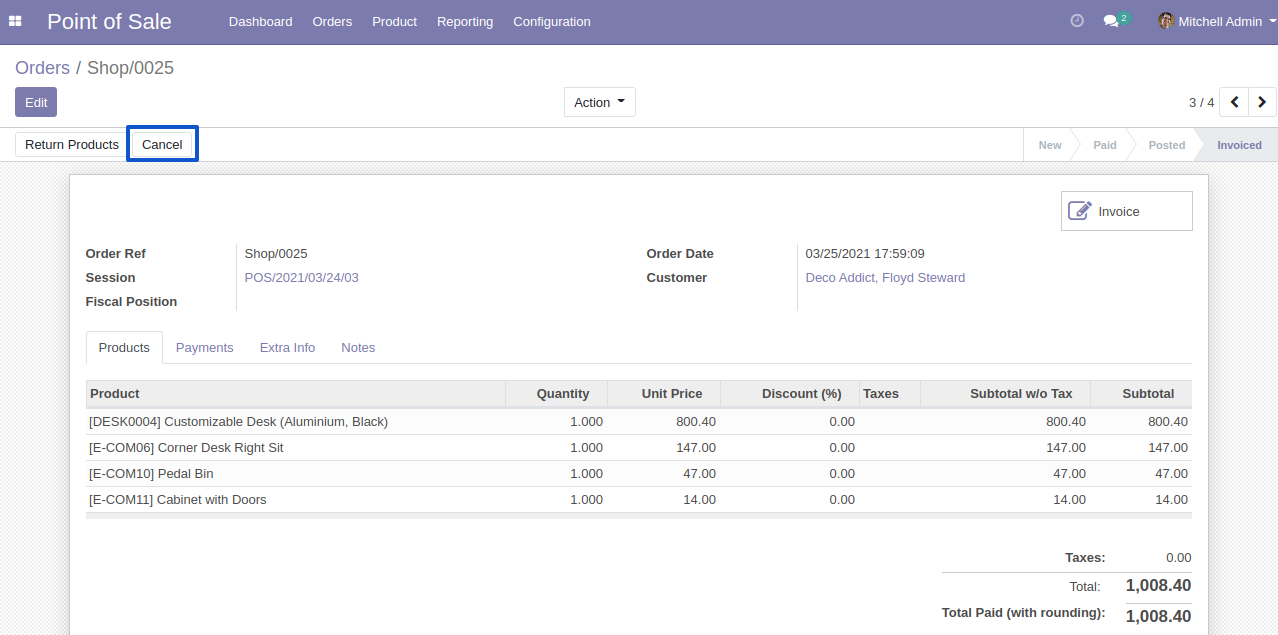 Point of Sale Dashboard Orders Product Reporting Configuration 2 Mitchell Admin
Orders / Shop/0025
Edit Action 3 / 4
Return Products Cancel New Paid Posted Invoiced
Invoice
Order Ref Shop/0025 Order Date 03/25/2021 17:59:09
Session POS/2021/03/24/03 Customer Deco Addict, Floyd Steward
Fiscal Position
Products Payments Extra Info Notes
Product Quantity Unit Price Discount (%) Taxes Subtotal w/o Tax Subtotal
[DESK0004] Customizable Desk (Aluminium, Black) 1.000 800.40 0.00 800.40 800.40
[E-COM06] Corner Desk Right Sit 1.000 147.00 0.00 147.00 147.00
[E-COM10] Pedal Bin 1.000 47.00 0.00 47.00 47.00
[E-COM11] Cabinet with Doors 1.000 14.00 0.00 14.00 14.00
Taxes: 0.00
Total: 1,008.40
Total Paid (with rounding): 1,008.40